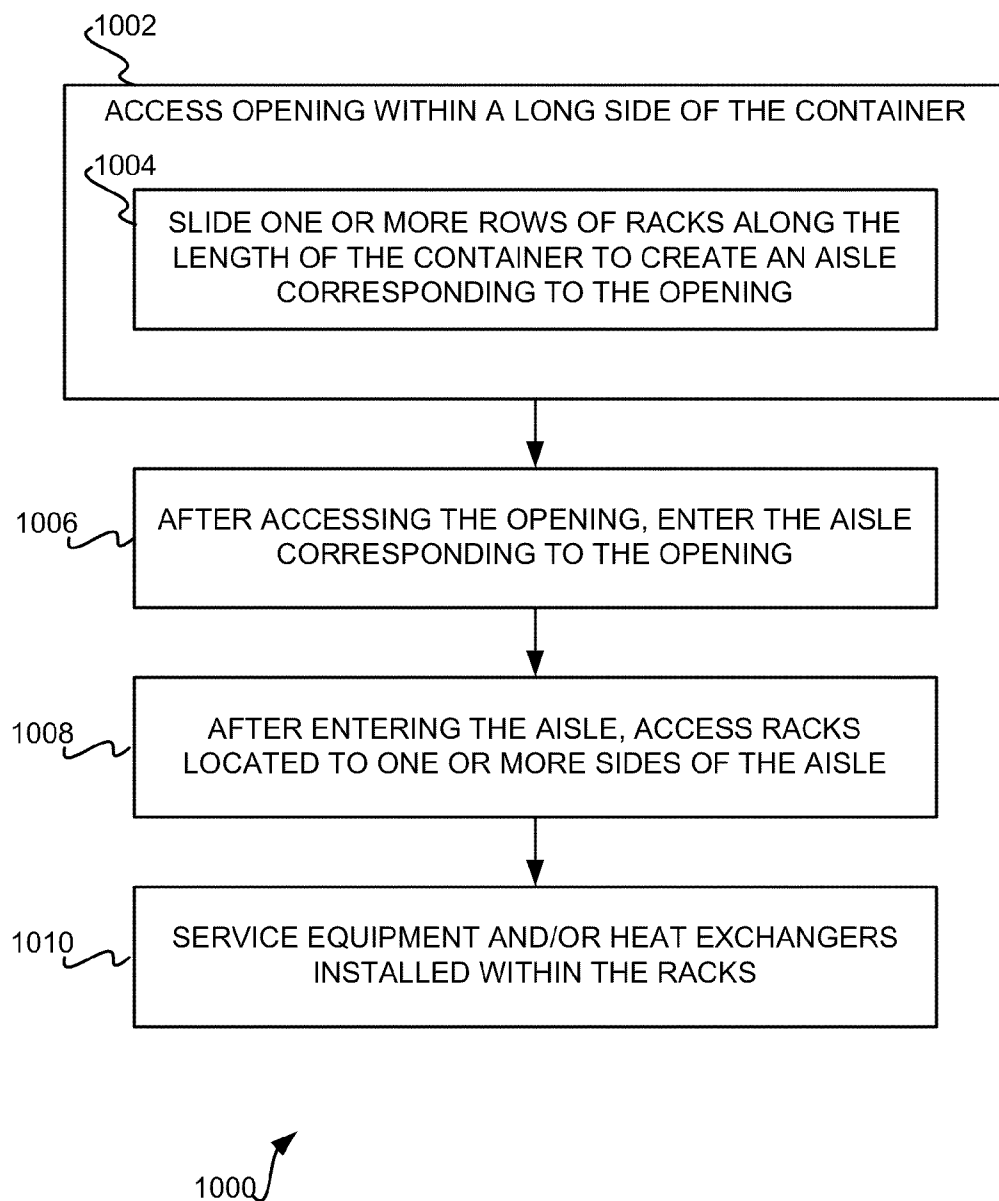 1002
ACCESS OPENING WITHIN A LONG SIDE OF THE CONTAINER
1004
SLIDE ONE OR MORE ROWS OF RACKS ALONG THE
LENGTH OF THE CONTAINER TO CREATE AN AISLE
CORRESPONDING TO THE OPENING
1006
AFTER ACCESSING THE OPENING, ENTER THE AISLE
CORRESPONDING TO THE OPENING
1008
AFTER ENTERING THE AISLE, ACCESS RACKS
LOCATED TO ONE OR MORE SIDES OF THE AISLE
1010
SERVICE EQUIPMENT AND/OR HEAT EXCHANGERS
INSTALLED WITHIN THE RACKS
1000